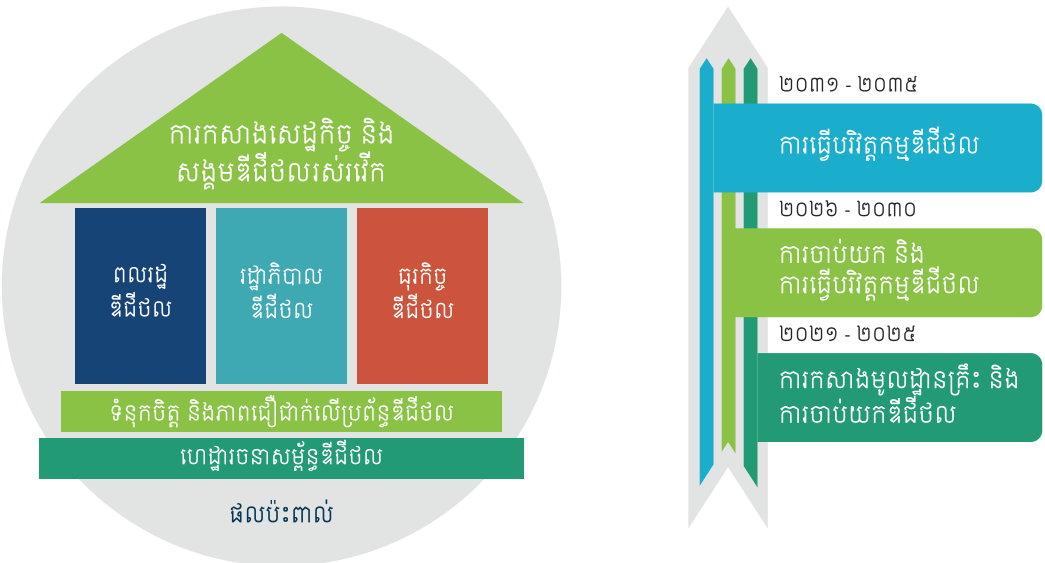 ការកសាងសេដ្ឋកិច្ច និង
សង្គមឌីជីថលរស់រវើក
ពលរដ្ឋ
ឌីជីថល
រដ្ឋាភិបាល
ឌីជីថល
ធុរកិច្ច
ឌីជីថល
ទំនុកចិត្ត និងភាពជឿជាក់លើប្រព័ន្ធឌីជីថល
ហេដ្ឋារចនាសម្ព័ន្ធឌីជីថល
ផលប៉ះពាល់
២០៣១ - ២០៣៥
ការធ្វើបរិវត្តកម្មឌីជីថល
២០២៦ - ២០៣០
ការចាប់យក និង
ការធ្វើបរិវត្តកម្មឌីជីថល
២០២១ - ២០២៥
ការកសាងមូលដ្ឋានគ្រឹះ និង
ការចាប់យកឌីជីថល